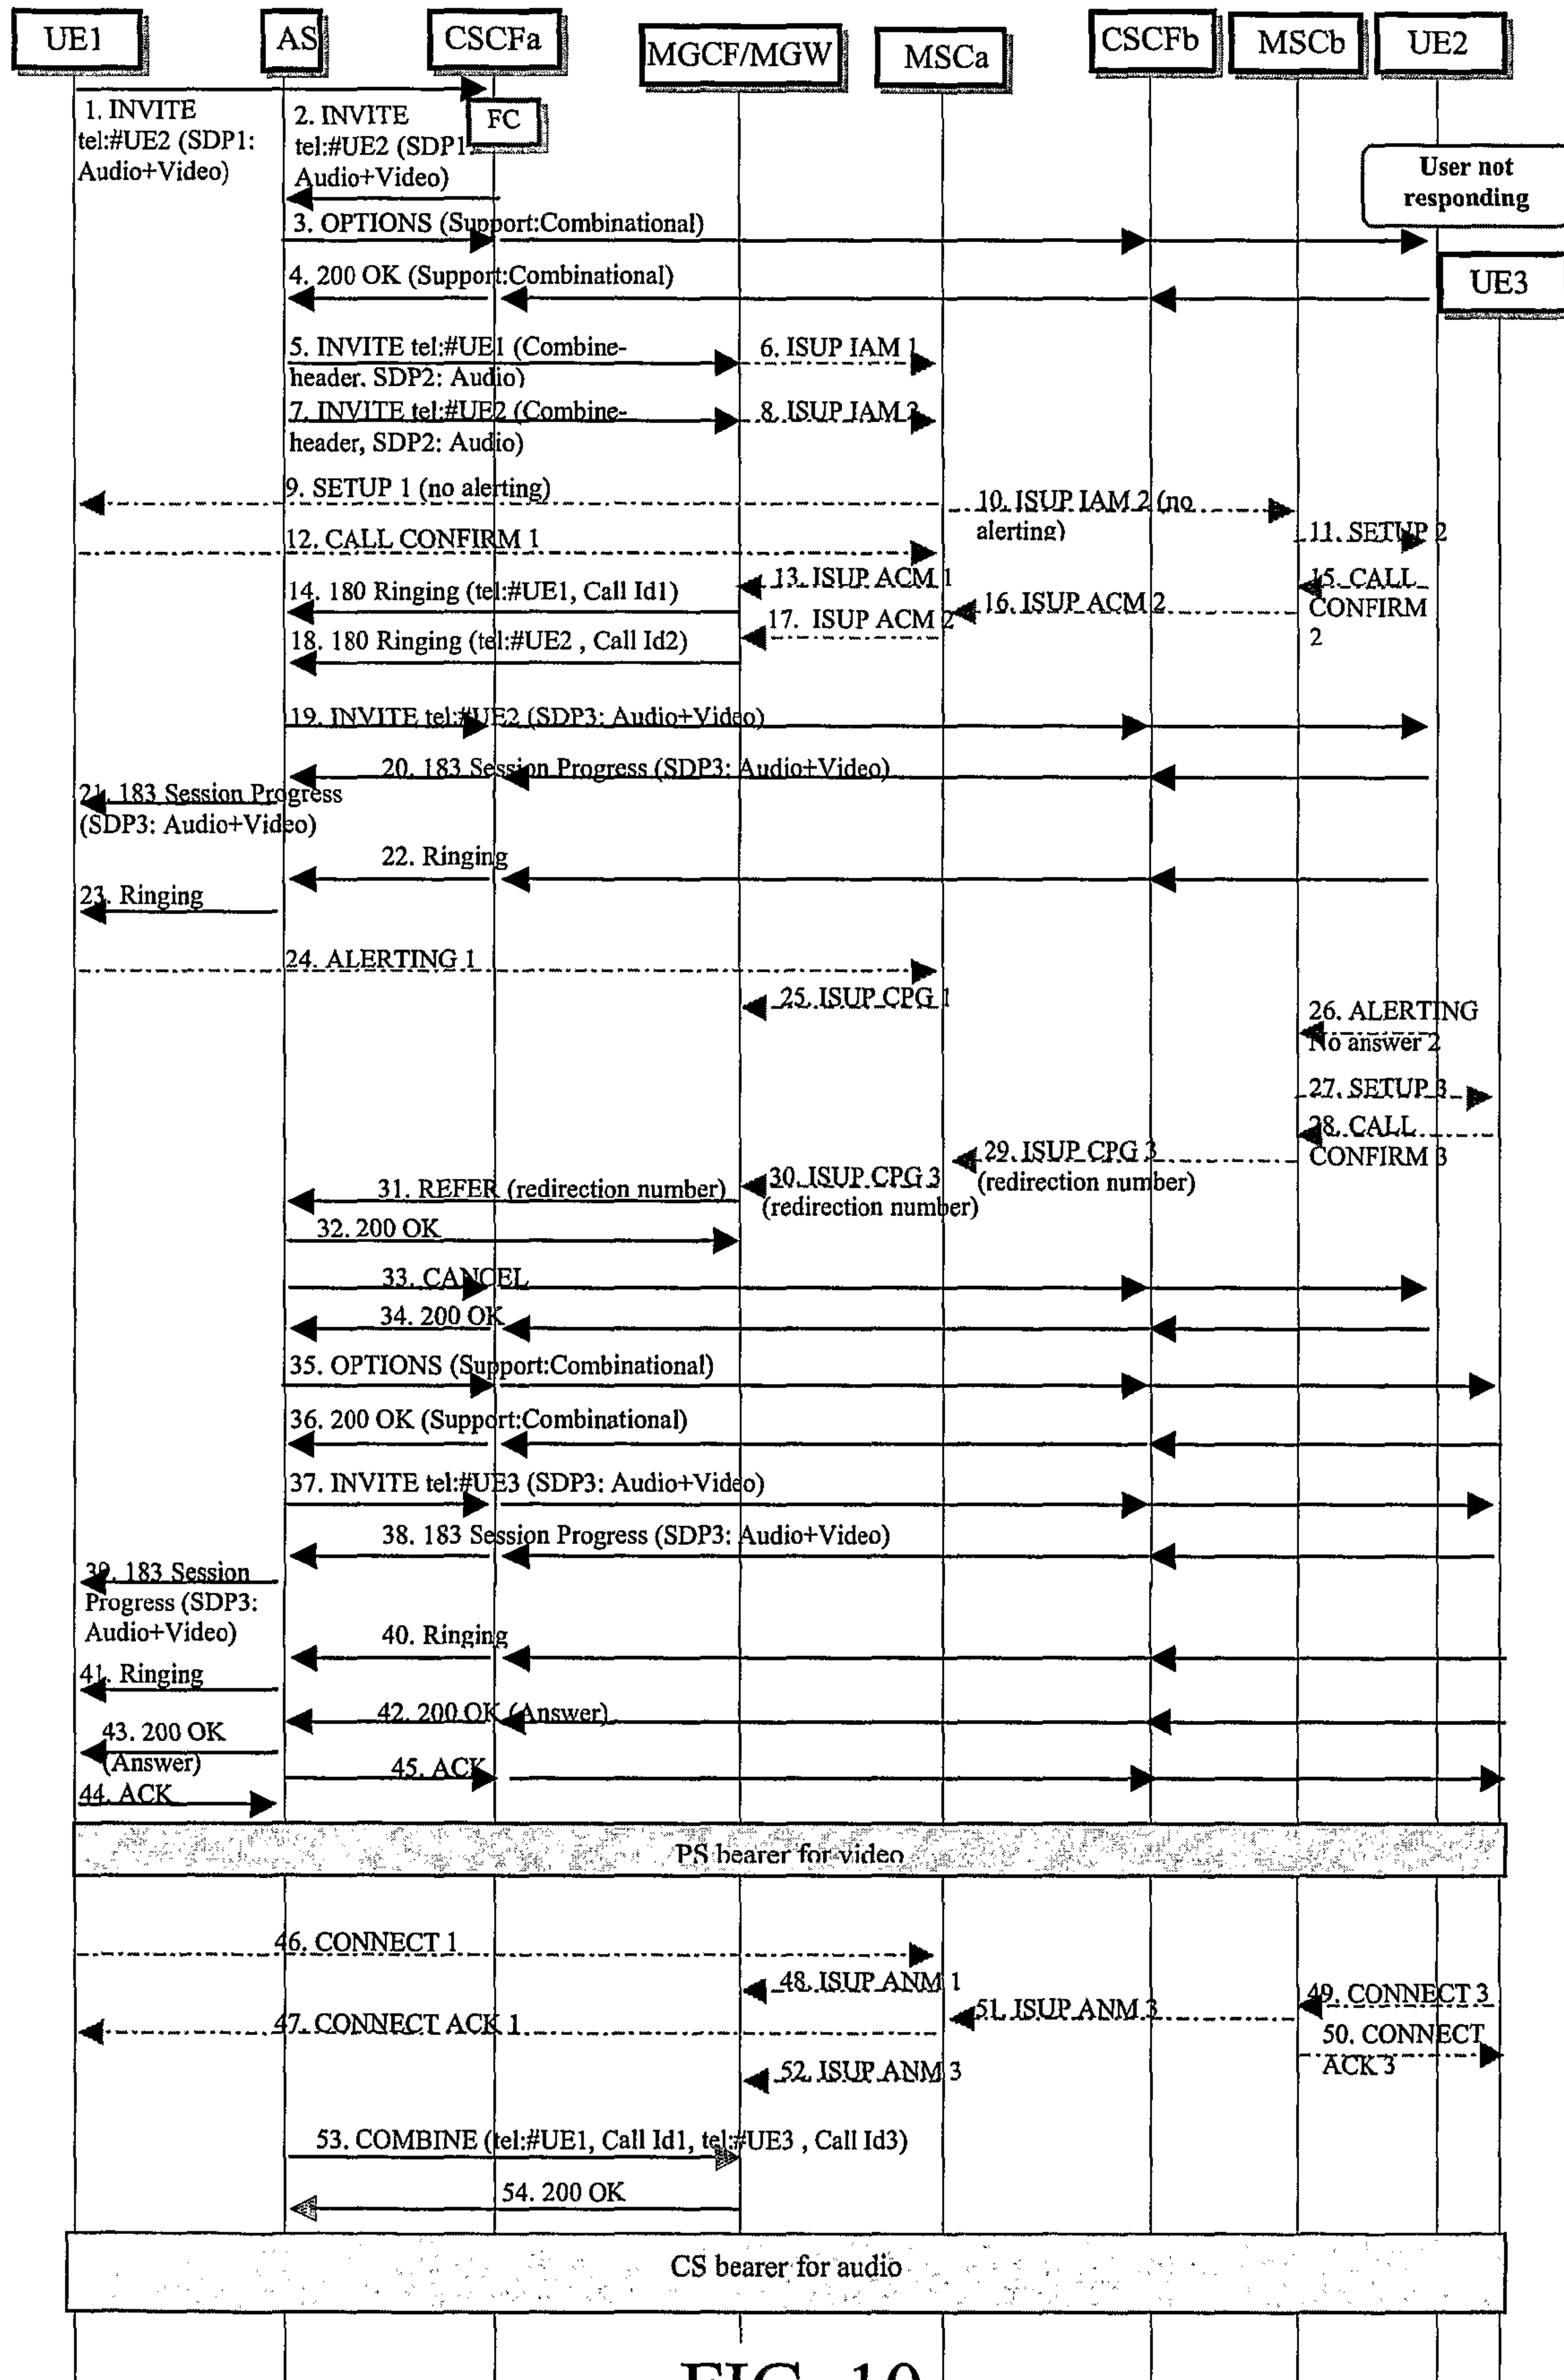 UE1
AS
CSCFa
MGCF/MGW
MSCa
CSCFb
MSCb
UE2
FC
1. INVITE
tel:#UE2 (SDP1:
Audio+Video)
2. INVITE
tel:#UE2 (SDP1:
Audio+Video)
User not
responding
3. OPTIONS (Support:Combinational)
4. 200 OK (Support:Combinational)
UE3
5. INVITE tel:#UE1 (Combine-
header, SDP2: Audio)
6. ISUP IAM 1
7. INVITE tel:#UE2 (Combine-
header, SDP2: Audio)
8. ISUP IAM 2
9. SETUP 1 (no alerting)
10. ISUP IAM 2 (no
alerting)
11. SETUP 2
12. CALL CONFIRM 1
13. ISUP ACM 1
14. 180 Ringing (tel:#UE1, Call Id1)
15. CALL
CONFIRM
2
16. ISUP ACM 2
17. ISUP ACM 2
18. 180 Ringing (tel:#UE2 , Call Id2)
19. INVITE tel:#UE2 (SDP3: Audio+Video)
20. 183 Session Progress (SDP3: Audio+Video)
21. 183 Session Progress
(SDP3: Audio+Video)
22. Ringing
23. Ringing
24. ALERTING 1
25. ISUP CPG 1
26. ALERTING
No answer 2
27. SETUP 3
28. CALL
CONFIRM 3
29. ISUP CPG 3
(redirection number)
30. ISUP CPG 3
(redirection number)
31. REFER (redirection number)
32. 200 OK
33. CANCEL
34. 200 OK
35. OPTIONS (Support:Combinational)
36. 200 OK (Support:Combinational)
37. INVITE tel:#UE3 (SDP3: Audio+Video)
38. 183 Session Progress (SDP3: Audio+Video)
39. 183 Session
Progress (SDP3:
Audio+Video)
40. Ringing
41. Ringing
42. 200 OK (Answer)
43. 200 OK
(Answer)
45. ACK
44. ACK
PS bearer for video
46. CONNECT 1
48. ISUP ANM 1
49. CONNECT 3
51. ISUP ANM 3
47. CONNECT ACK 1
50. CONNECT
ACK 3
52. ISUP ANM 3
53. COMBINE (tel:#UE1, Call Id1, tel:#UE3 , Call Id3)
54. 200 OK
CS bearer for audio
FIG. 10